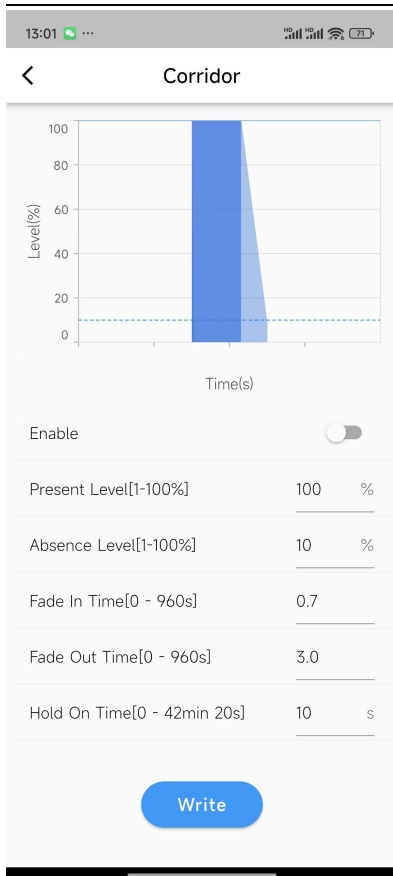 13:01 ···
HD HD 71
Corridor
100
80
60
40
20
0
Level(%)
Time(s)
Enable
Present Level[1-100%] 100 %
Absence Level[1-100%] 10 %
Fade In Time[0 - 960s] 0.7
Fade Out Time[0 - 960s] 3.0
Hold On Time[0 - 42min 20s] 10 s
Write